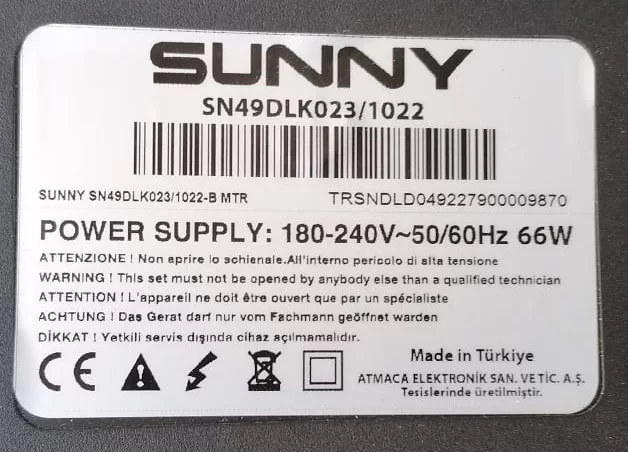 SUNNY
SN49DLK023/1022
SUNNY SN49DLK023/1022-B MTR TRSNDLD049227900009870
POWER SUPPLY: 180-240V~50/60Hz 66W
ATTENZIONE ! Non aprire lo schienale.All'interno pericolo di alta tensione
WARNING ! This set must not be opened by anybody else than a qualified technician
ATTENTION ! L'appareil ne doit être ouvert que par un spécialiste
ACHTUNG ! Das Gerat darf nur vom Fachmann geöffnet warden
DİKKAT ! Yetkili servis dışında cihaz açılmamalıdır.
CE
Made in Türkiye
ATMACA ELEKTRONİK SAN. VE TİC. A.Ş.
Tesislerinde üretilmiştir.